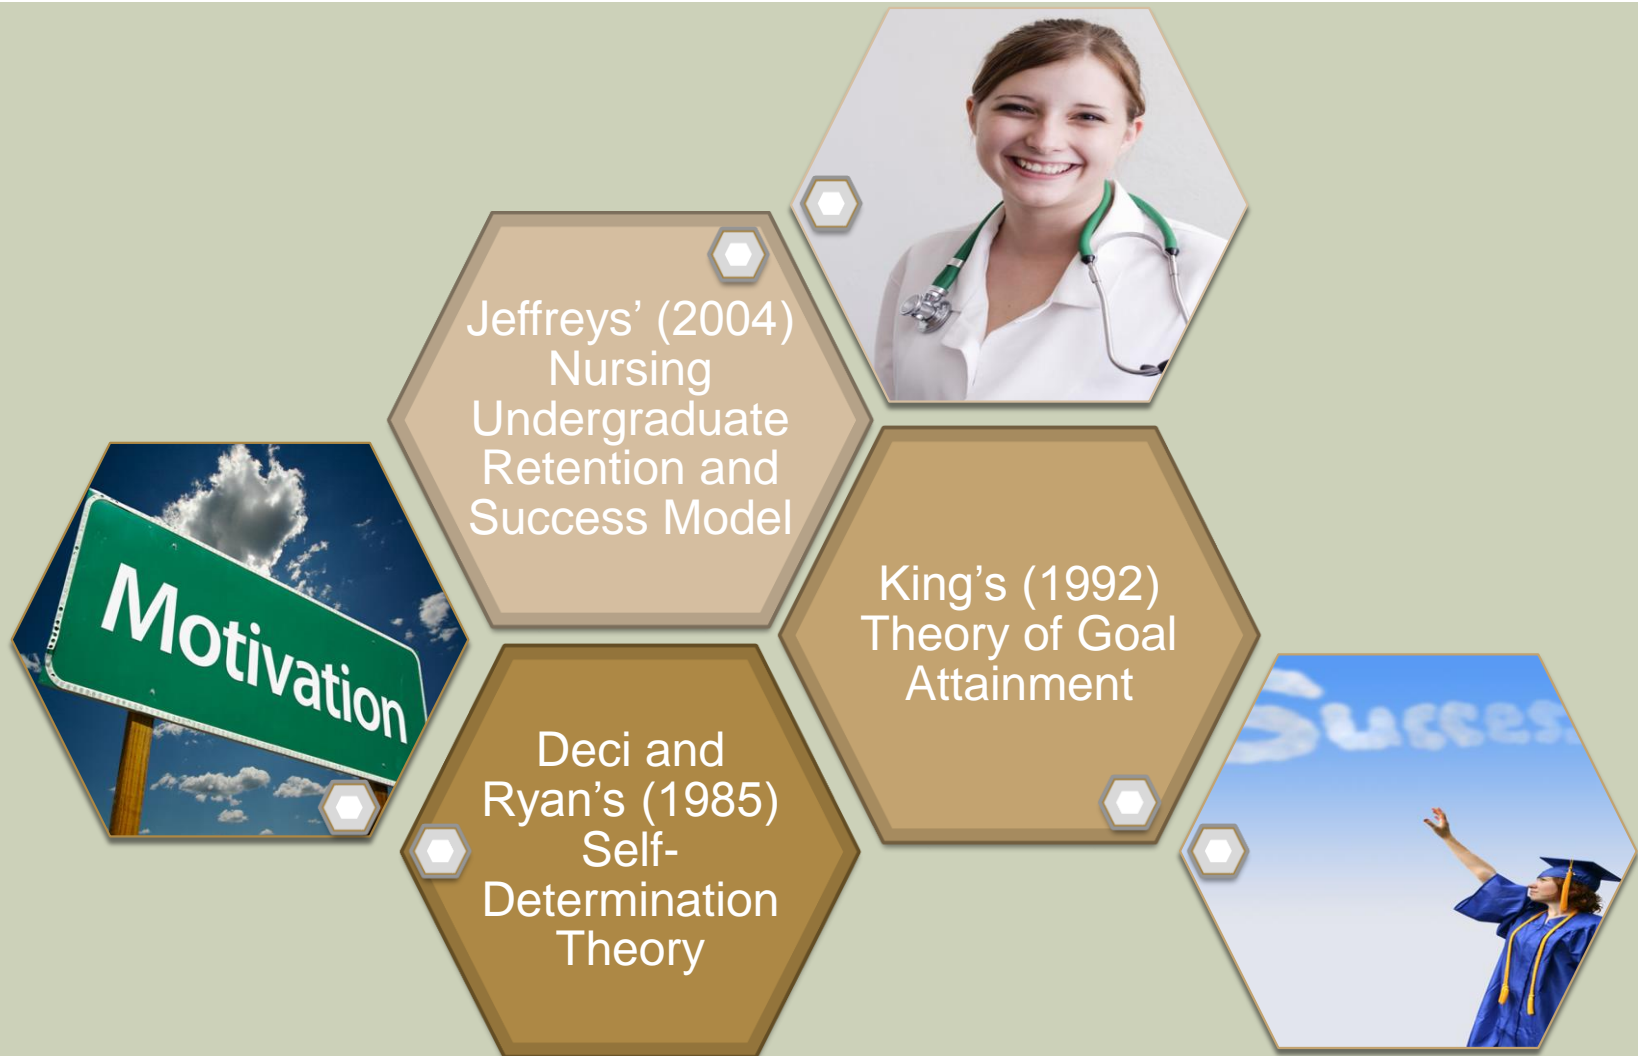 Jeffreys’ (2004)
Nursing
Undergraduate
Retention and
Success Model
Motivation
King’s (1992)
Theory of Goal
Attainment
Deci and
Ryan’s (1985)
Self-
Determination
Theory
Success